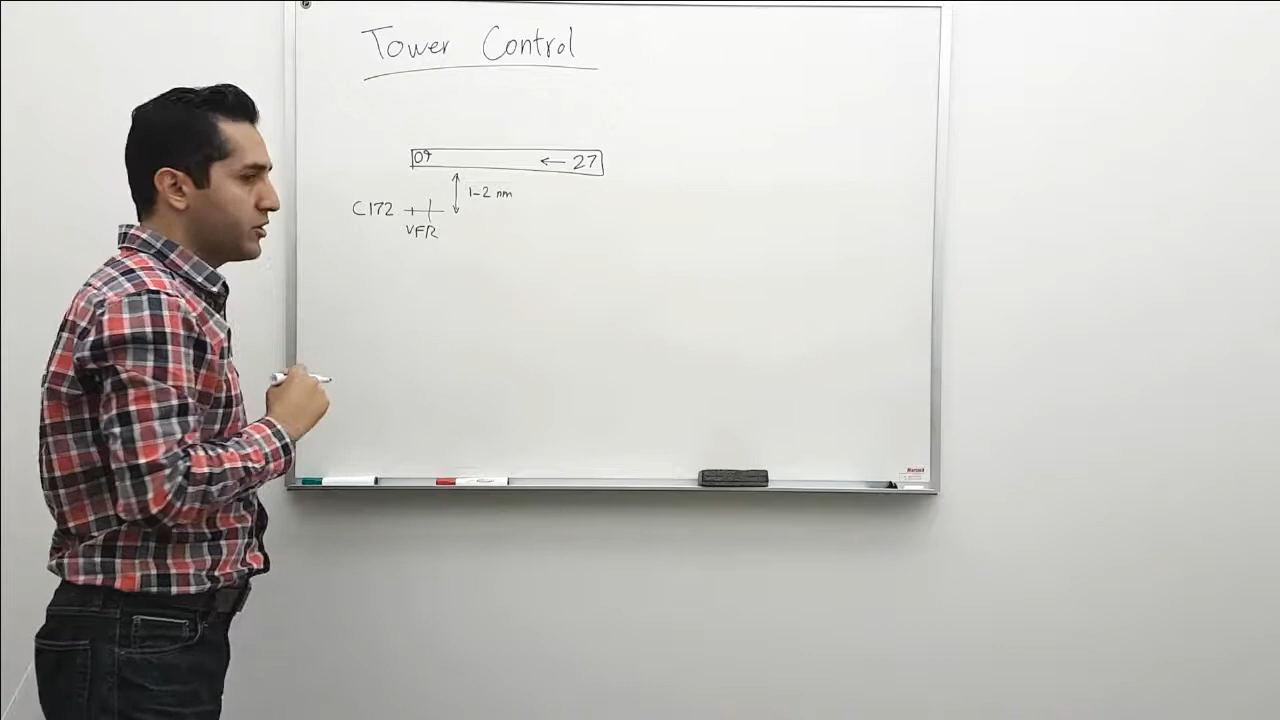 Tower Control
09 ← 27
1-2 nm
C172
VFR